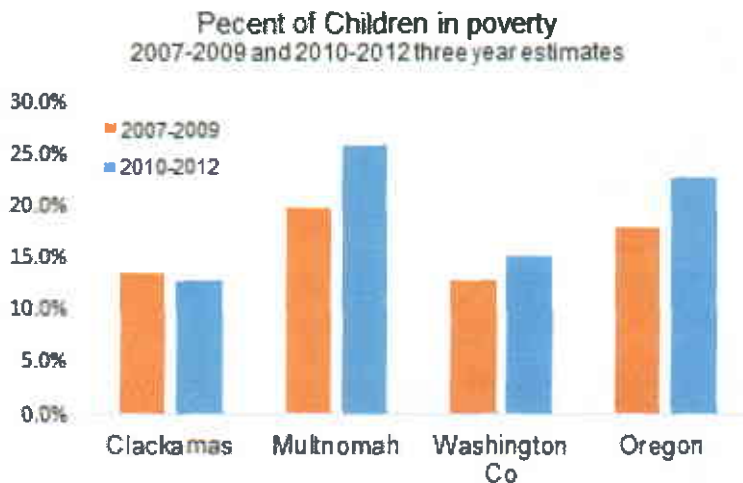 Pecent of Children in poverty
2007-2009 and 2010-2012 three year estimates
30.0%
25.0%
20.0%
15.0%
10.0%
5.0%
0.0%
2007-2009
2010-2012
Clackamas
Multnomah
Washington Co
Oregon